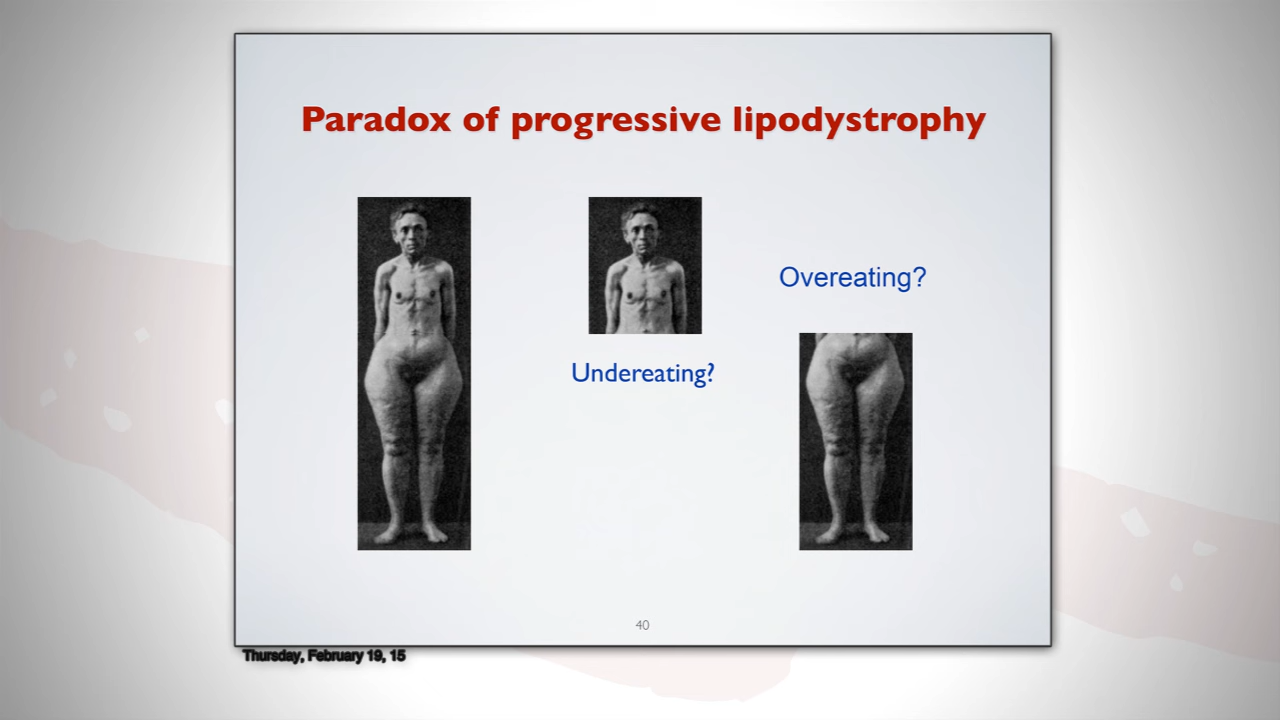 Paradox of progressive lipodystrophy
Overeating?
Undereating?
40
Thursday, February 19, 15